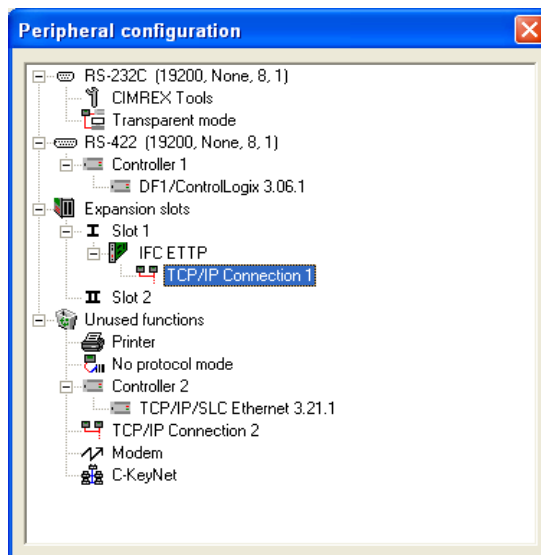 Peripheral configuration
RS-232C (19200, None, 8, 1)
CIMREX Tools
Transparent mode
RS-422 (19200, None, 8, 1)
Controller 1
DF1/ControlLogix 3.06.1
Expansion slots
I Slot 1
IFC ETTP
TCP/IP Connection 1
II Slot 2
Unused functions
Printer
No protocol mode
Controller 2
TCP/IP/SLC Ethernet 3.21.1
TCP/IP Connection 2
Modem
C-KeyNet